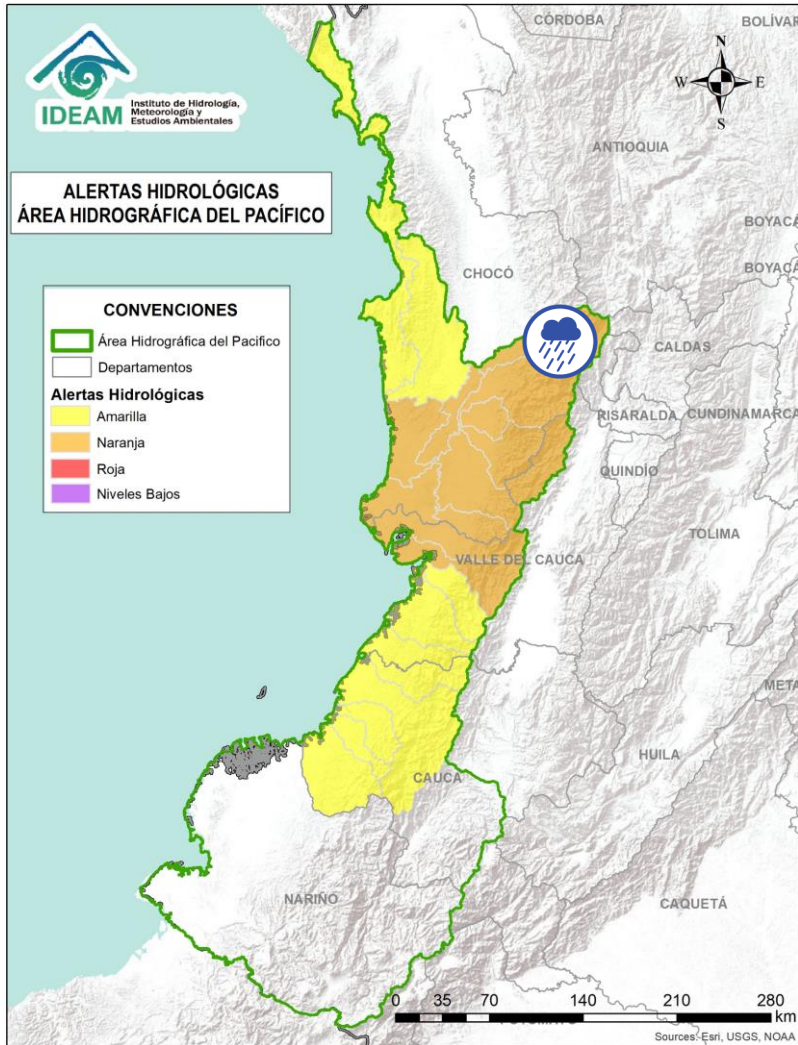 CÓRDOBA
BOLÍVAR
IDEAM
Instituto de Hidrología,
Meteorología y
Estudios Ambientales
N
W
E
S
ANTIOQUIA
ALERTAS HIDROLÓGICAS
ÁREA HIDROGRÁFICA DEL PACÍFICO
BOYACÁ
CHOCÓ
BOYACÁ
CONVENCIONES
Área Hidrográfica del Pacifico
Departamentos
Alertas Hidrológicas
Amarilla
Naranja
Roja
Niveles Bajos
CALDAS
RISARALDA
CUNDINAMARCA
QUINDÍO
TOLIMA
VALLE DEL CAUCA
META
HUILA
CAUCA
NARIÑO
CAQUETÁ
0 35 70 140 210 280
km
Sources: Esri, USGS, NOAA